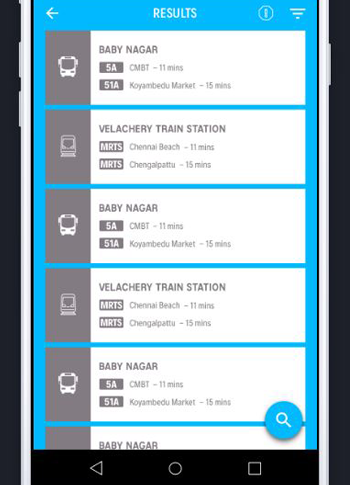 RESULTS
BABY NAGAR
5A CMBT - 11 mins
51A Koyambedu Market - 15 mins
VELACHERY TRAIN STATION
MRTS Chennai Beach - 11 mins
MRTS Chengalpattu - 15 mins
BABY NAGAR
5A CMBT - 11 mins
51A Koyambedu Market - 15 mins
VELACHERY TRAIN STATION
MRTS Chennai Beach - 11 mins
MRTS Chengalpattu - 15 mins
BABY NAGAR
5A CMBT - 11 mins
51A Koyambedu Market - 15 mins
BABY NAGAR